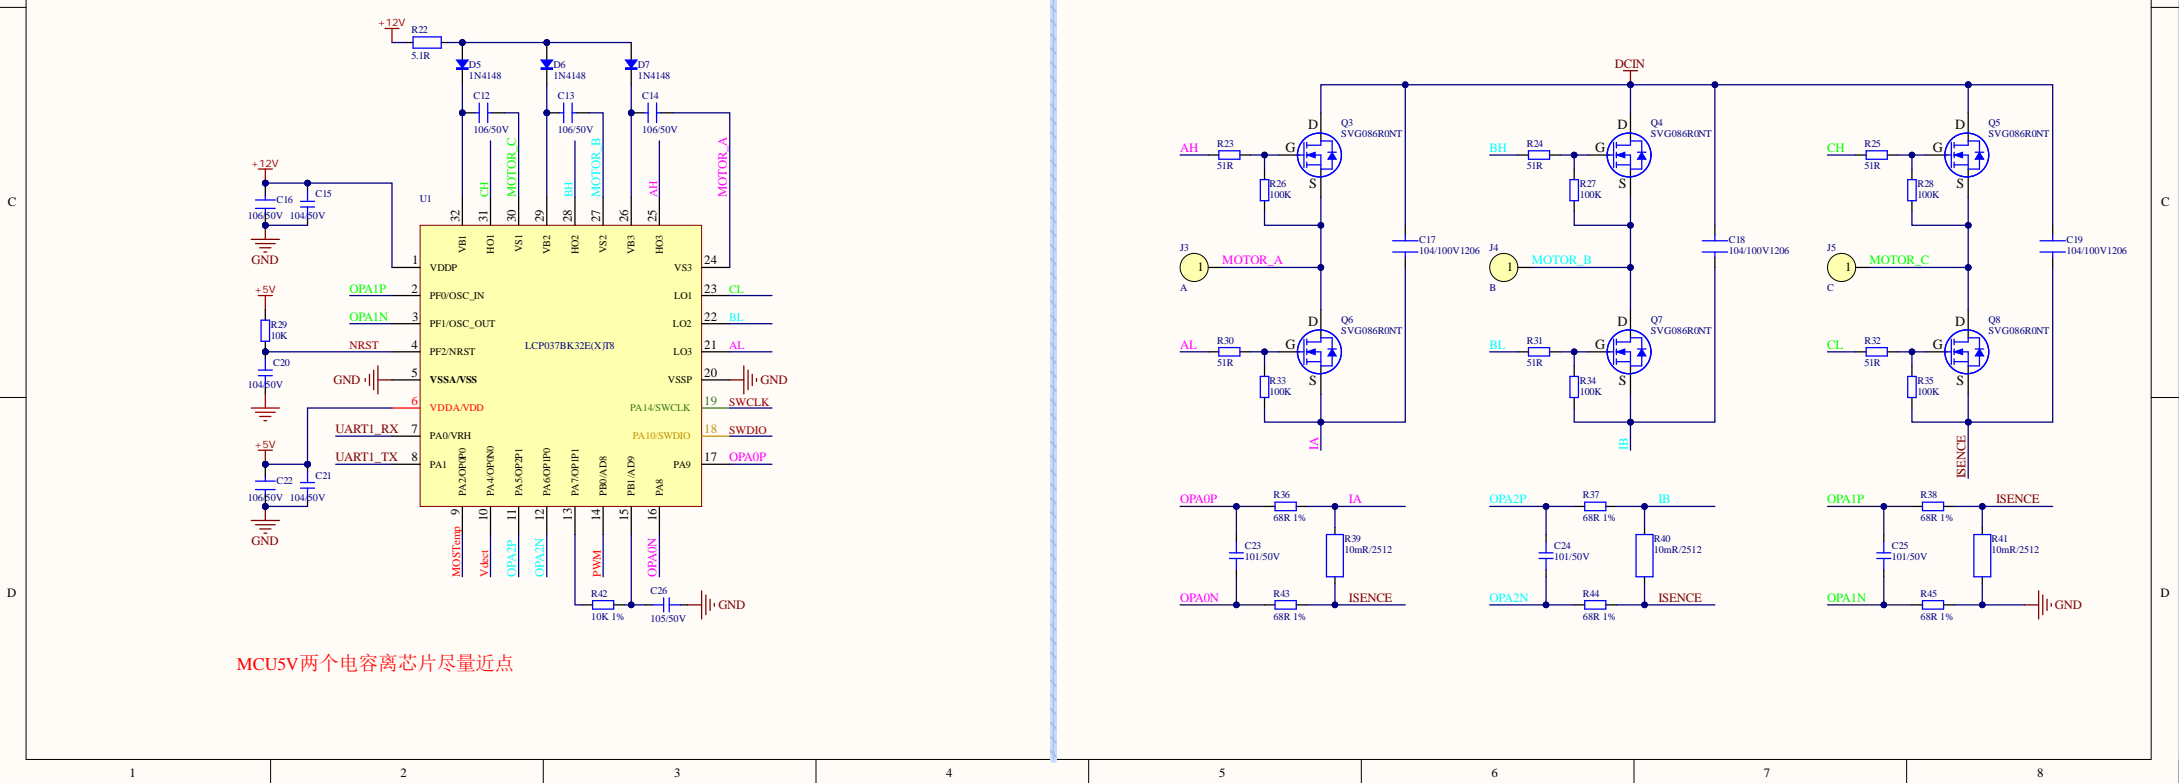 +12V
R22
5.1R
D5
1N4148
D6
1N4148
D7
1N4148
C12
106/50V
C13
106/50V
C14
106/50V
CH
MOTOR_C
BH
MOTOR_B
AH
MOTOR_A
+12V
C16
106/50V
C15
104/50V
GND
U1
32
31
30
29
28
27
26
25
VB1
HO1
VS1
VB2
HO2
VS2
VB3
HO3
1
VDDP
VS3
24
OPA1P
2
PF0/OSC_IN
LO1
23
CL
OPA1N
3
PF1/OSC_OUT
LO2
22
BL
NRST
4
PF2/NRST
LO3
21
AL
GND
5
VSSA/VSS
VSSP
20
GND
6
VDDA/VDD
PA14/SWCLK
19
SWCLK
UART1_RX
7
PA0/VRH
PA10/SWDIO
18
SWDIO
UART1_TX
8
PA1
PA9
17
OPA0P
LCP037BK32E(X)T8
+5V
R29
10K
C20
104/50V
+5V
C22
106/50V
C21
104/50V
GND
PA2/OP0P0
PA4/OP0N0
PA5/OP2P1
PA6/OP1P0
PA7/OP1P1
PB0/AD8
PB1/AD9
PA8
9
10
11
12
13
14
15
16
MOSTemp
Vdect
OPA2P
OPA2N
PWM
OPA0N
R42
10K 1%
C26
105/50V
GND
MCU5V两个电容离芯片尽量近点
DCIN
AH
R23
51R
R26
100K
D
G
S
Q3
SVG086R0NT
BH
R24
51R
R27
100K
D
G
S
Q4
SVG086R0NT
CH
R25
51R
R28
100K
D
G
S
Q5
SVG086R0NT
J3
1
A
MOTOR_A
C17
104/100V1206
J4
1
B
MOTOR_B
C18
104/100V1206
J5
1
C
MOTOR_C
C19
104/100V1206
AL
R30
51R
R33
100K
D
G
S
Q6
SVG086R0NT
BL
R31
51R
R34
100K
D
G
S
Q7
SVG086R0NT
CL
R32
51R
R35
100K
D
G
S
Q8
SVG086R0NT
IA
IB
ISENCE
OPA0P
R36
68R 1%
IA
C23
101/50V
R39
10mR/2512
OPA0N
R43
68R 1%
ISENCE
OPA2P
R37
68R 1%
IB
C24
101/50V
R40
10mR/2512
OPA2N
R44
68R 1%
ISENCE
OPA1P
R38
68R 1%
ISENCE
C25
101/50V
R41
10mR/2512
OPA1N
R45
68R 1%
GND
C
C
D
D
1
2
3
4
5
6
7
8